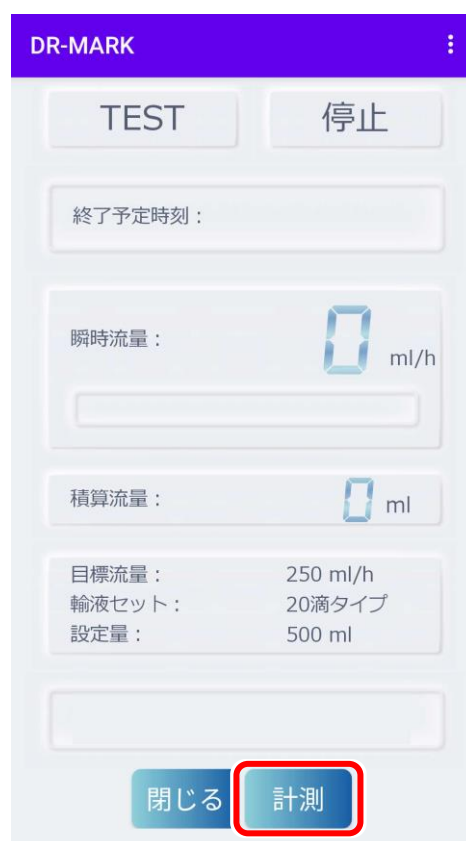 DR-MARK
TEST 停止
終了予定時刻：
瞬時流量： 0 ml/h
積算流量： 0 ml
目標流量： 250 ml/h
輸液セット： 20滴タイプ
設定量： 500 ml
閉じる 計測